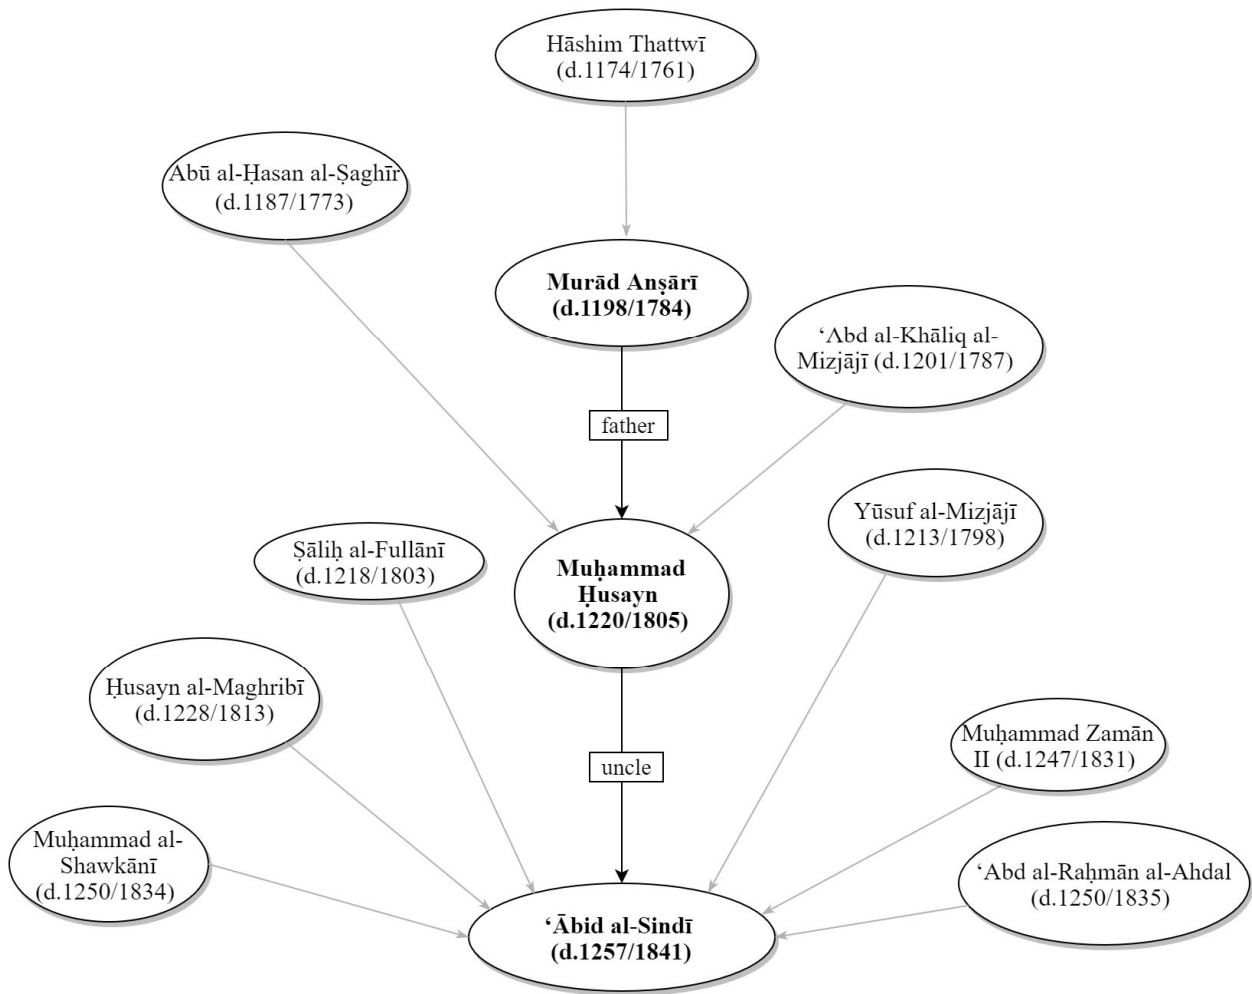 Hāshim Thattwī
(d.1174/1761)
Abū al-Ḥasan al-Ṣaghīr
(d.1187/1773)
Murād Anṣārī
(d.1198/1784)
ʻAbd al-Khāliq al-
Mizjājī (d.1201/1787)
father
Yūsuf al-Mizjājī
(d.1213/1798)
Ṣāliḥ al-Fullānī
(d.1218/1803)
Muḥammad
Ḥusayn
(d.1220/1805)
Ḥusayn al-Maghribī
(d.1228/1813)
uncle
Muḥammad Zamān
II (d.1247/1831)
Muḥammad al-
Shawkānī
(d.1250/1834)
ʻAbd al-Raḥmān al-Ahdal
(d.1250/1835)
ʻĀbid al-Sindī
(d.1257/1841)